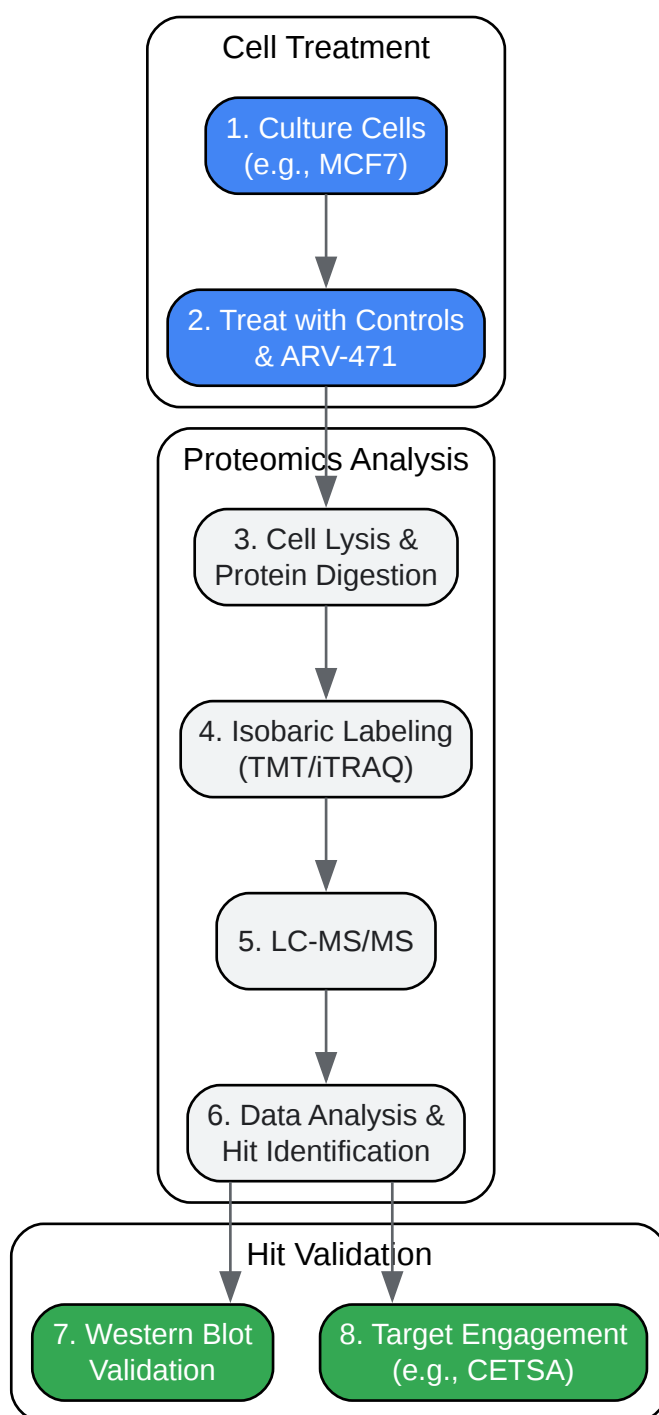 Cell Treatment
1. Culture Cells
(e.g., MCF7)
2. Treat with Controls
& ARV-471
Proteomics Analysis
3. Cell Lysis &
Protein Digestion
4. Isobaric Labeling
(TMT/iTRAQ)
5. LC-MS/MS
6. Data Analysis &
Hit Identification
Hit Validation
7. Western Blot
Validation
8. Target Engagement
(e.g., CETSA)